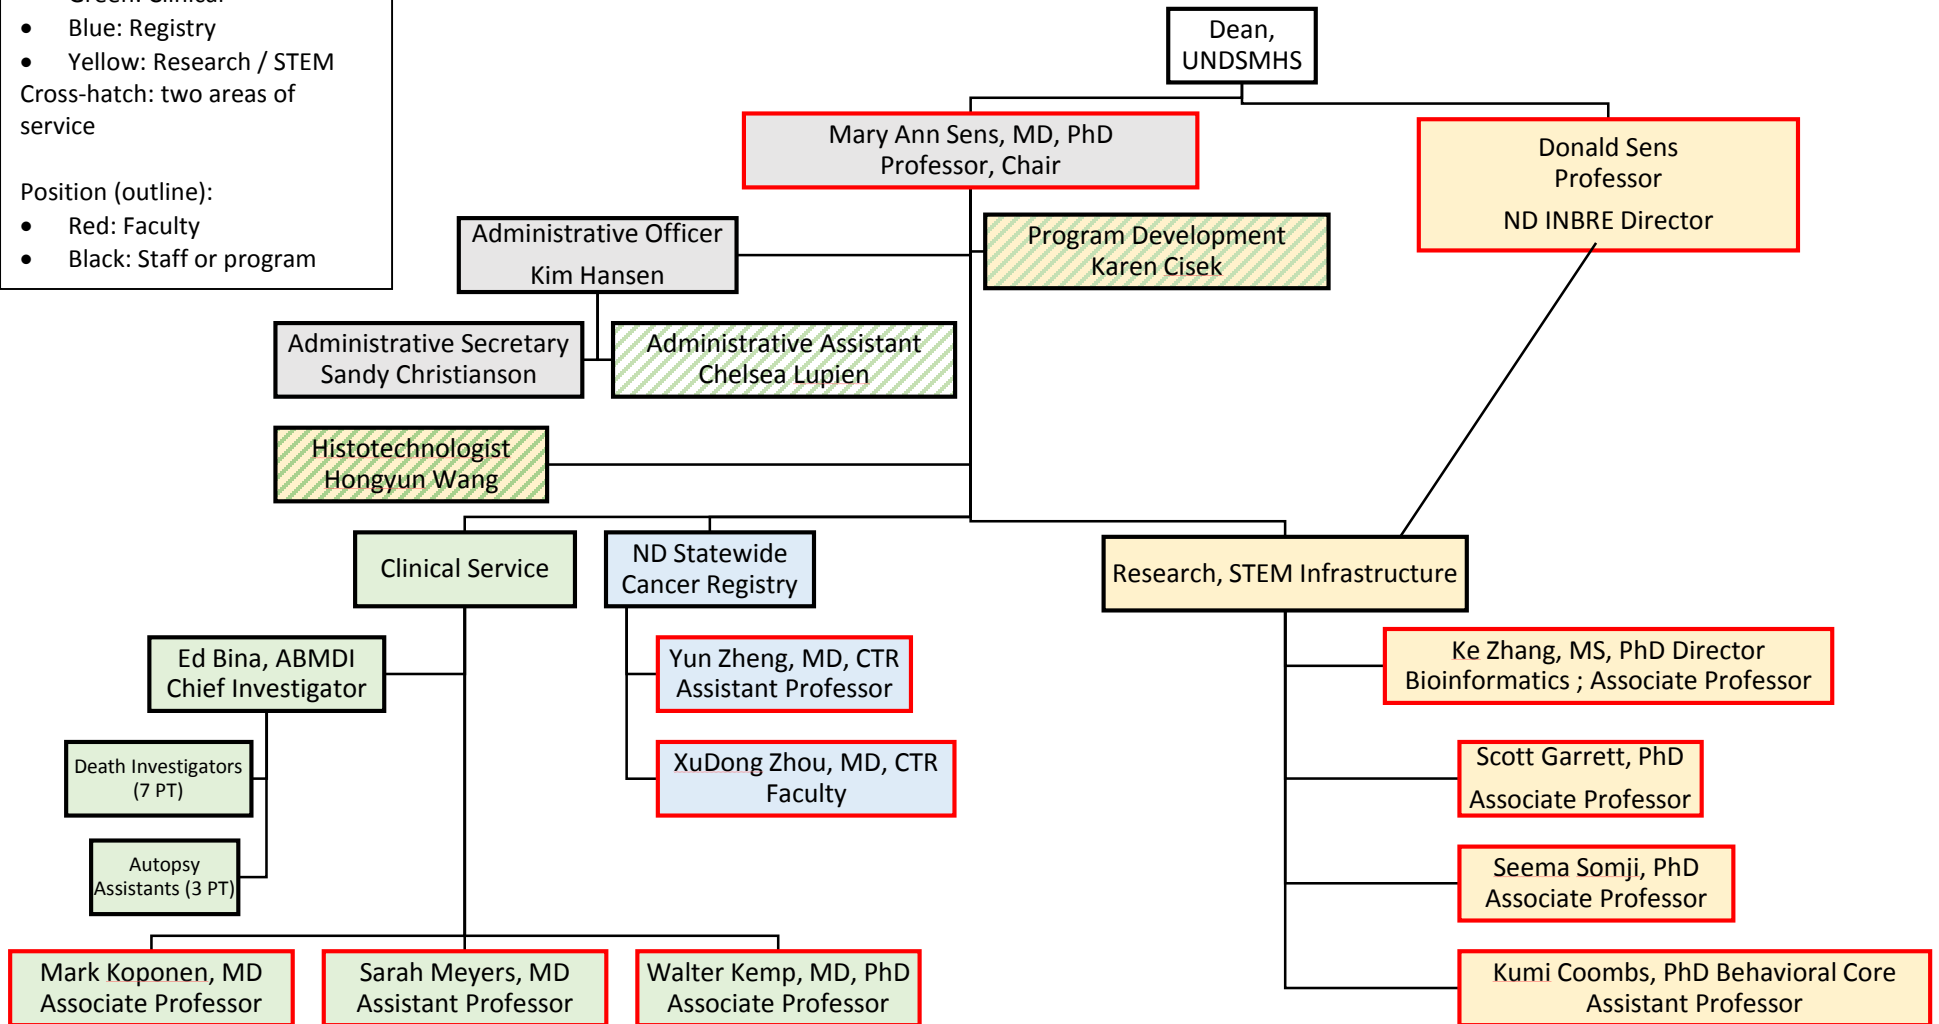 Green: Clinical
• Blue: Registry
• Yellow: Research / STEM
Cross-hatch: two areas of
service
Position (outline):
• Red: Faculty
• Black: Staff or program
Dean,
UNDSMHS
Mary Ann Sens, MD, PhD
Professor, Chair
Donald Sens
Professor
ND INBRE Director
Administrative Officer
Kim Hansen
Program Development
Karen Cisek
Administrative Secretary
Sandy Christianson
Administrative Assistant
Chelsea Lupien
Histotechnologist
Hongyun Wang
Clinical Service
ND Statewide
Cancer Registry
Research, STEM Infrastructure
Ed Bina, ABMDI
Chief Investigator
Yun Zheng, MD, CTR
Assistant Professor
Ke Zhang, MS, PhD Director
Bioinformatics ; Associate Professor
Death Investigators
(7 PT)
XuDong Zhou, MD, CTR
Faculty
Scott Garrett, PhD
Associate Professor
Autopsy
Assistants (3 PT)
Seema Somji, PhD
Associate Professor
Mark Koponen, MD
Associate Professor
Sarah Meyers, MD
Assistant Professor
Walter Kemp, MD, PhD
Associate Professor
Kumi Coombs, PhD Behavioral Core
Assistant Professor